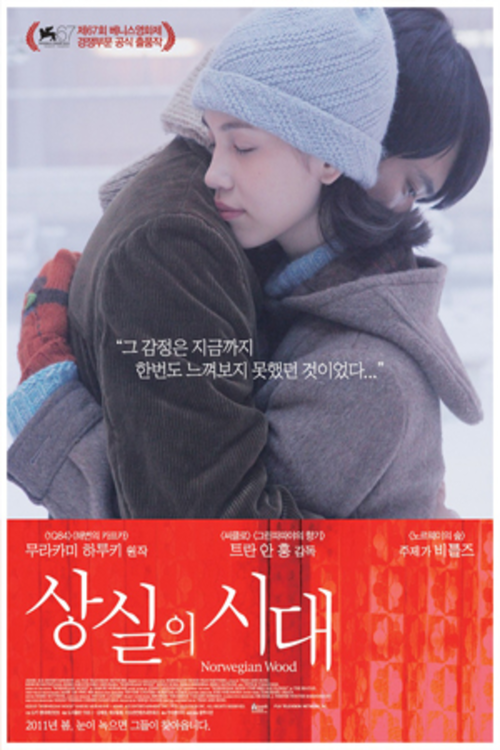 67
제67회 베니스영화제
경쟁부문 공식 출품작
“그 감정은 지금까지
한번도 느껴보지 못했던 것이었다...”
〈1Q84〉〈해변의 카프카〉
무라카미 하루키 원작
〈씨클로〉〈그린파파야의 향기〉
트란 안 홍 감독
〈노르웨이의 숲〉
주제가 비틀즈
상실의 시대
Norwegian Wood
2011년 봄, 눈이 녹으면 그들이 찾아옵니다.